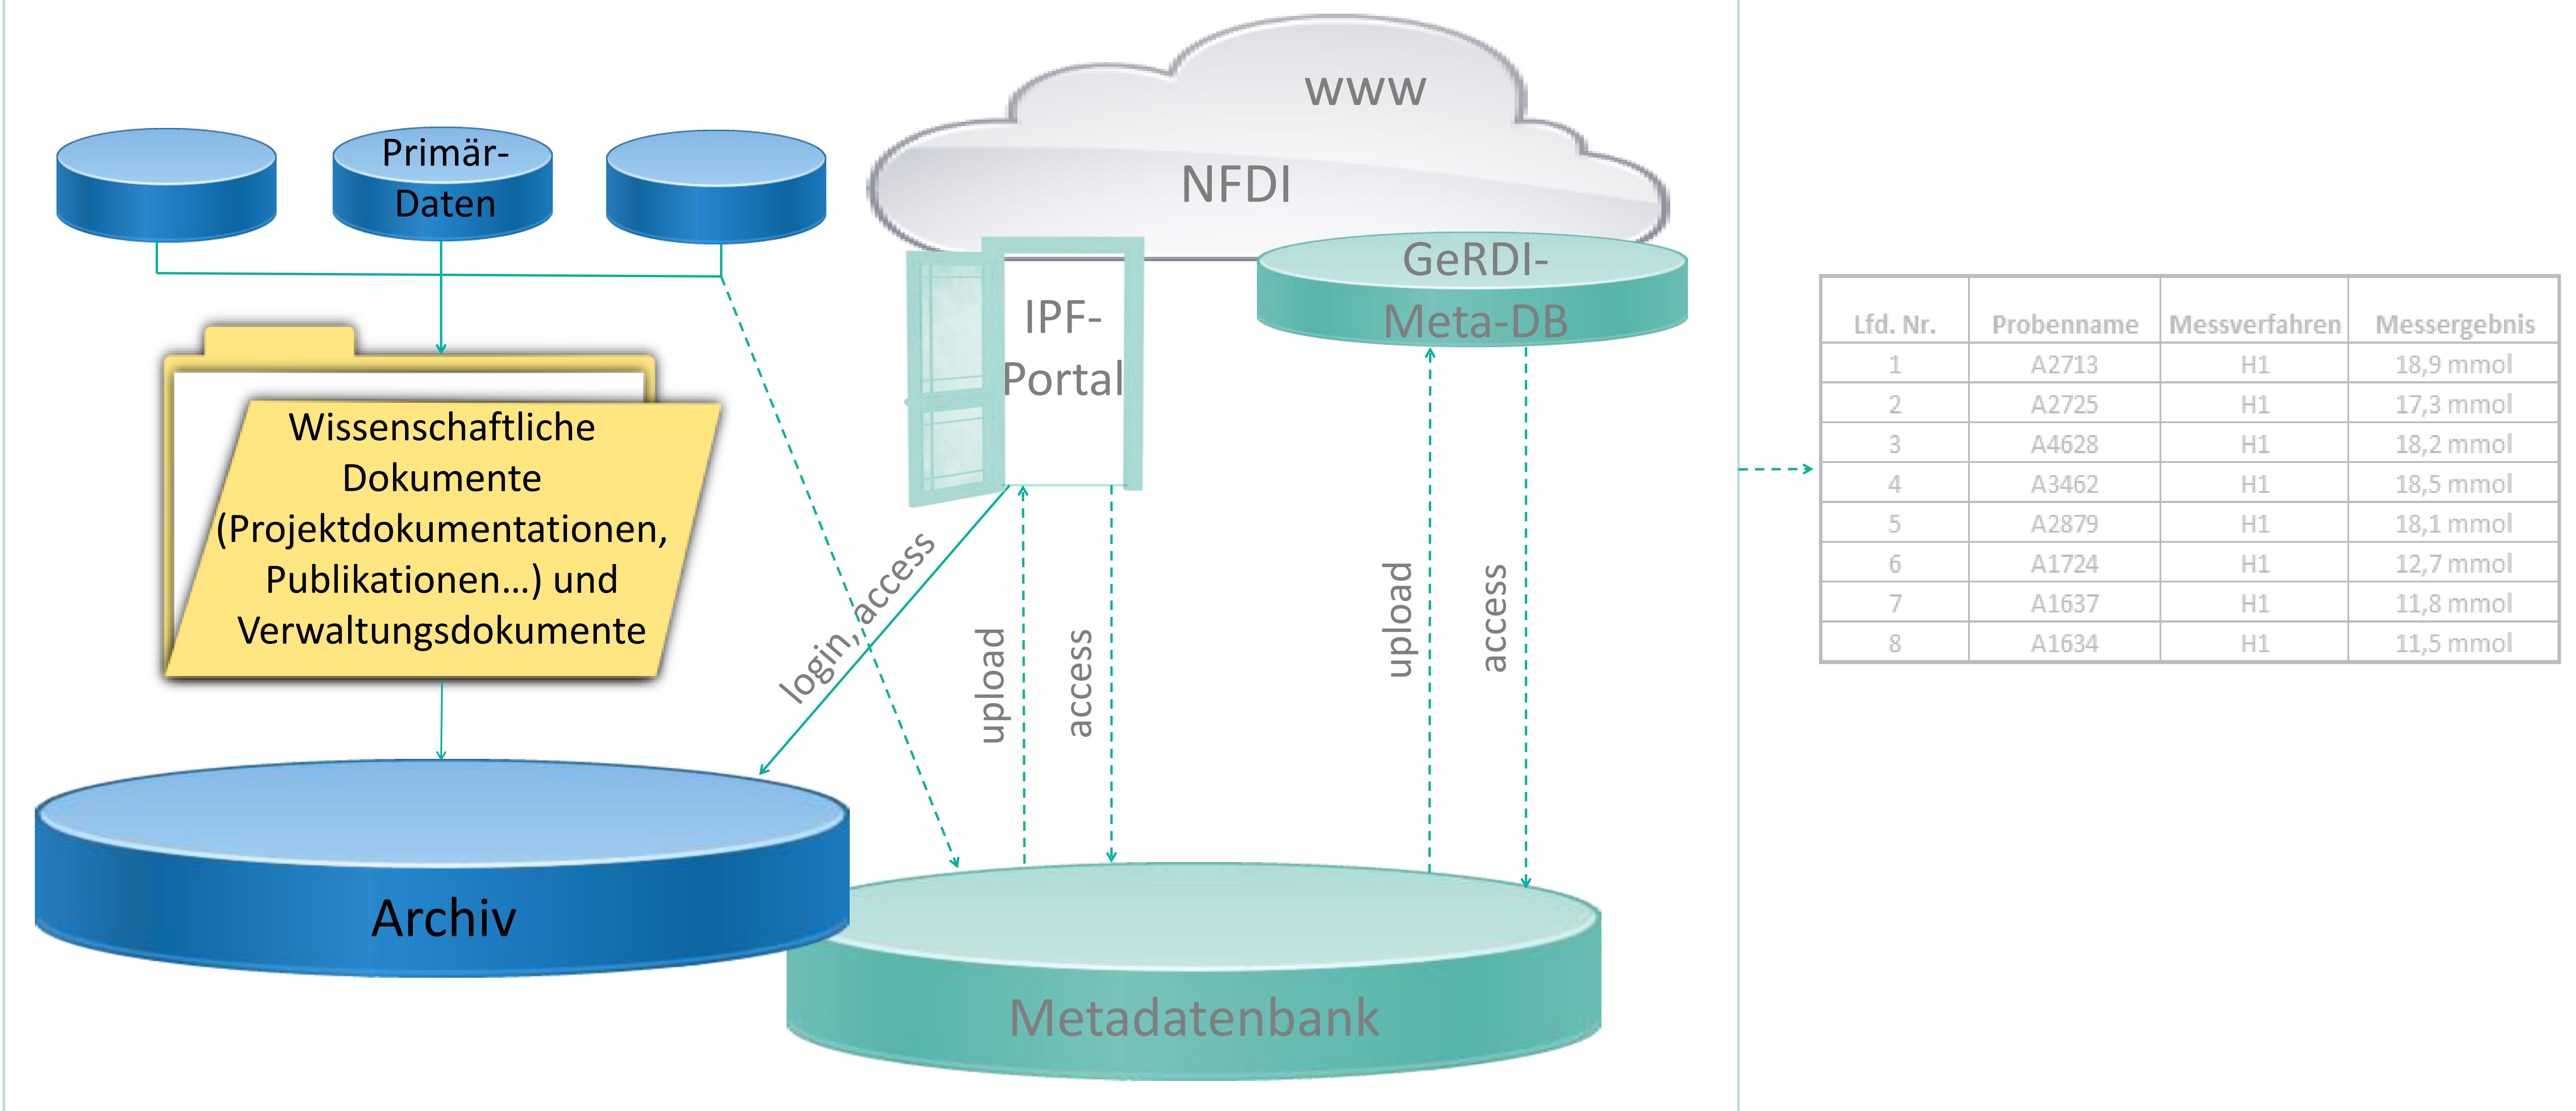 www
NFDI
Primär-
Daten
GeRDI-
Meta-DB
IPF-
Portal
Wissenschaftliche
Dokumente
(Projektdokumentationen,
Publikationen...) und
Verwaltungsdokumente
login, access
upload
access
upload
access
Archiv
Metadatenbank
Lfd. Nr. Probenname Messverfahren Messergebnis
1 A2713 H1 18,9 mmol
2 A2725 H1 17,3 mmol
3 A4628 H1 18,2 mmol
4 A3462 H1 18,5 mmol
5 A2879 H1 18,1 mmol
6 A1724 H1 12,7 mmol
7 A1637 H1 11,8 mmol
8 A1634 H1 11,5 mmol